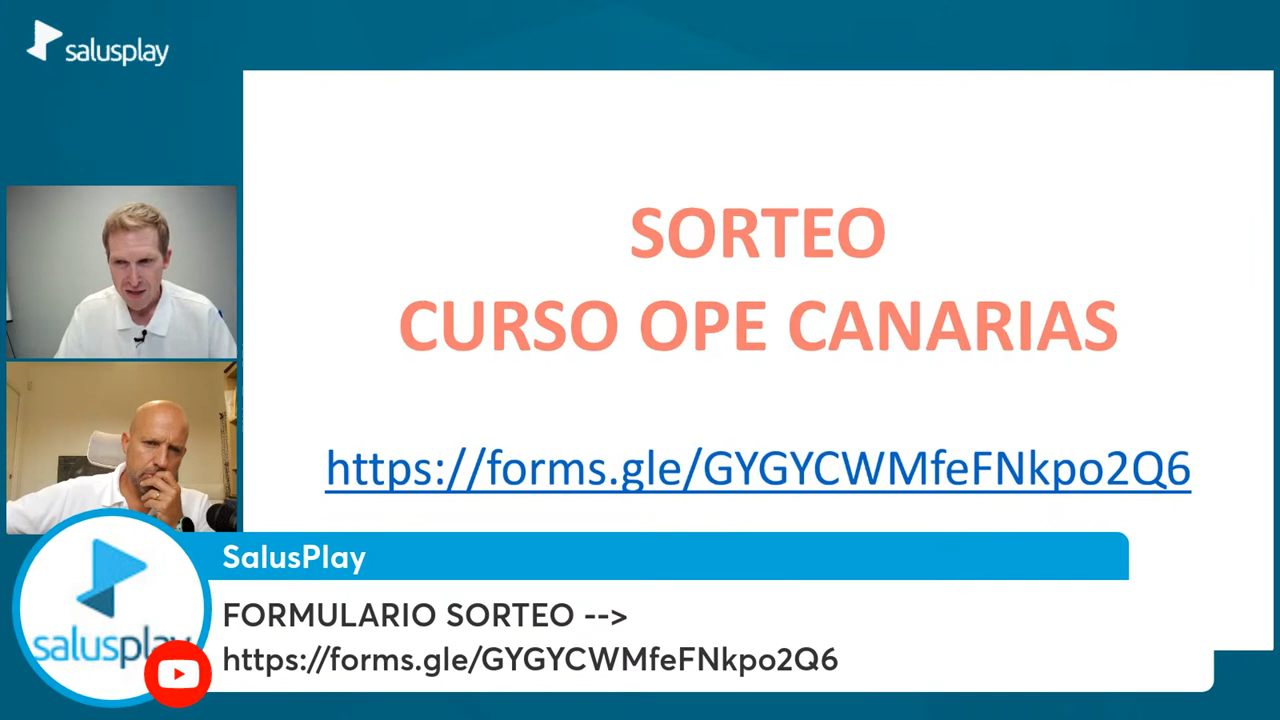 salusplay
SORTEO
CURSO OPE CANARIAS
https://forms.gle/GYGYCWMfeFNkpo2Q6
SalusPlay
FORMULARIO SORTEO -->
https://forms.gle/GYGYCWMfeFNkpo2Q6
salusplay